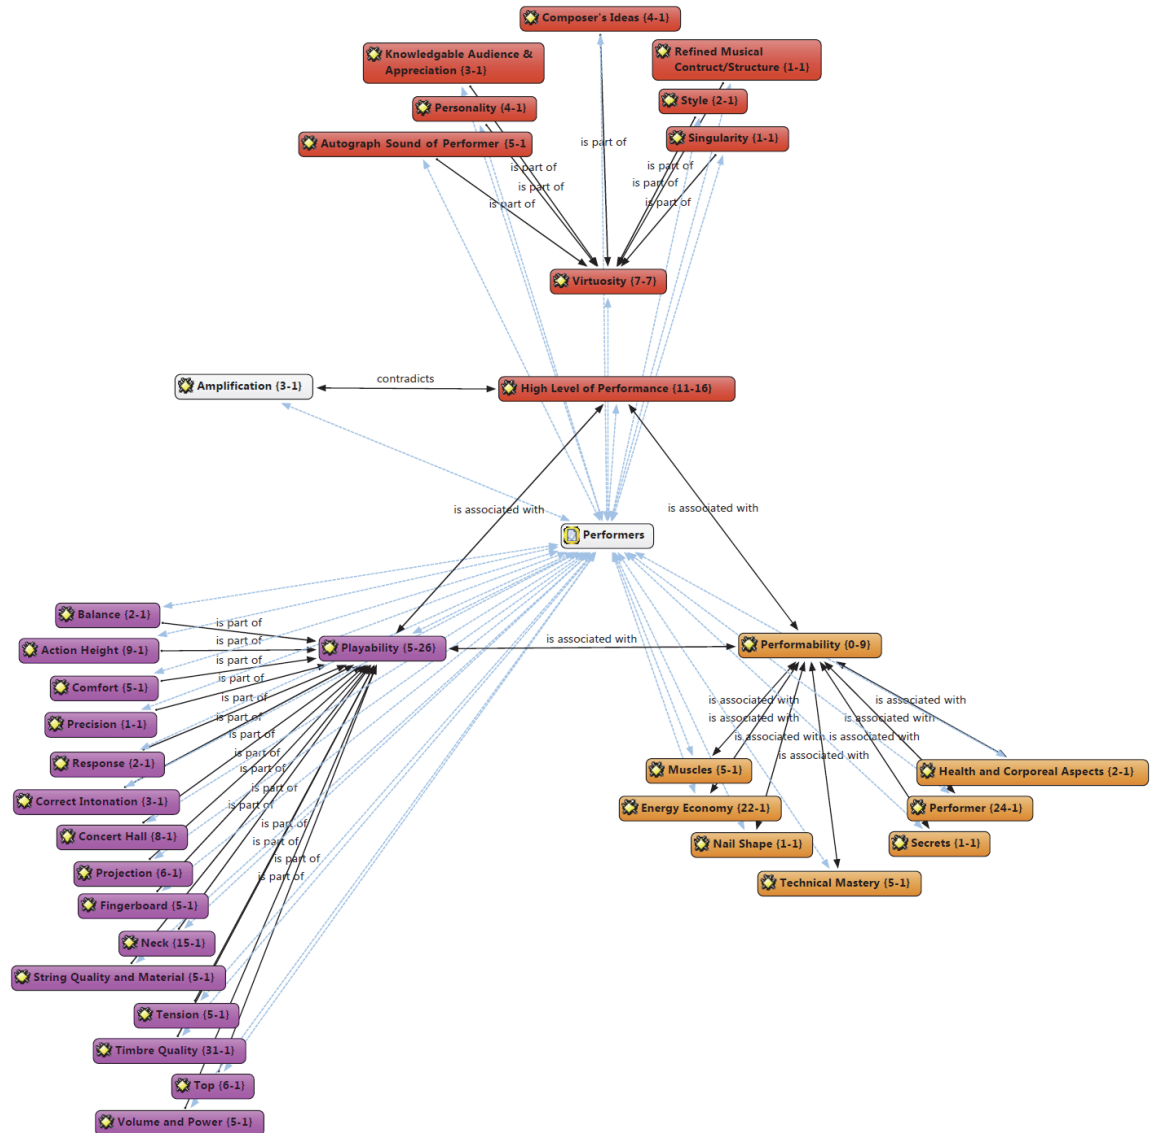 Composer's Ideas {4-1}
Knowledgable Audience &
Appreciation {3-1}
Refined Musical
Contruct/Structure {1-1}
Personality {4-1}
Style {2-1}
Autograph Sound of Performer {5-1
Singularity {1-1}
is part of
is part of
is part of
is part of
is part of
is part of
is part of
Virtuosity {7-7}
Amplification {3-1}
contradicts
High Level of Performance {11-16}
is associated with
is associated with
Performers
Balance {2-1}
is part of
Action Height {9-1}
is part of
Playability {5-26}
is associated with
Performability {0-9}
is part of
Comfort {5-1}
is part of
is part of
Precision {1-1}
is part of
is part of
Response {2-1}
is part of
is part of
Correct Intonation {3-1}
is part of
is part of
Concert Hall {8-1}
is part of
is part of
Projection {6-1}
is part of
is part of
Fingerboard {5-1}
Neck {15-1}
String Quality and Material {5-1}
Tension {5-1}
Timbre Quality {31-1}
Top {6-1}
Volume and Power {5-1}
is associated with
is associated with
is associated with
is associated with
is associated with
is associated with
is associated with
Muscles {5-1}
Health and Corporeal Aspects {2-1}
Energy Economy {22-1}
Performer {24-1}
Nail Shape {1-1}
Secrets {1-1}
Technical Mastery {5-1}